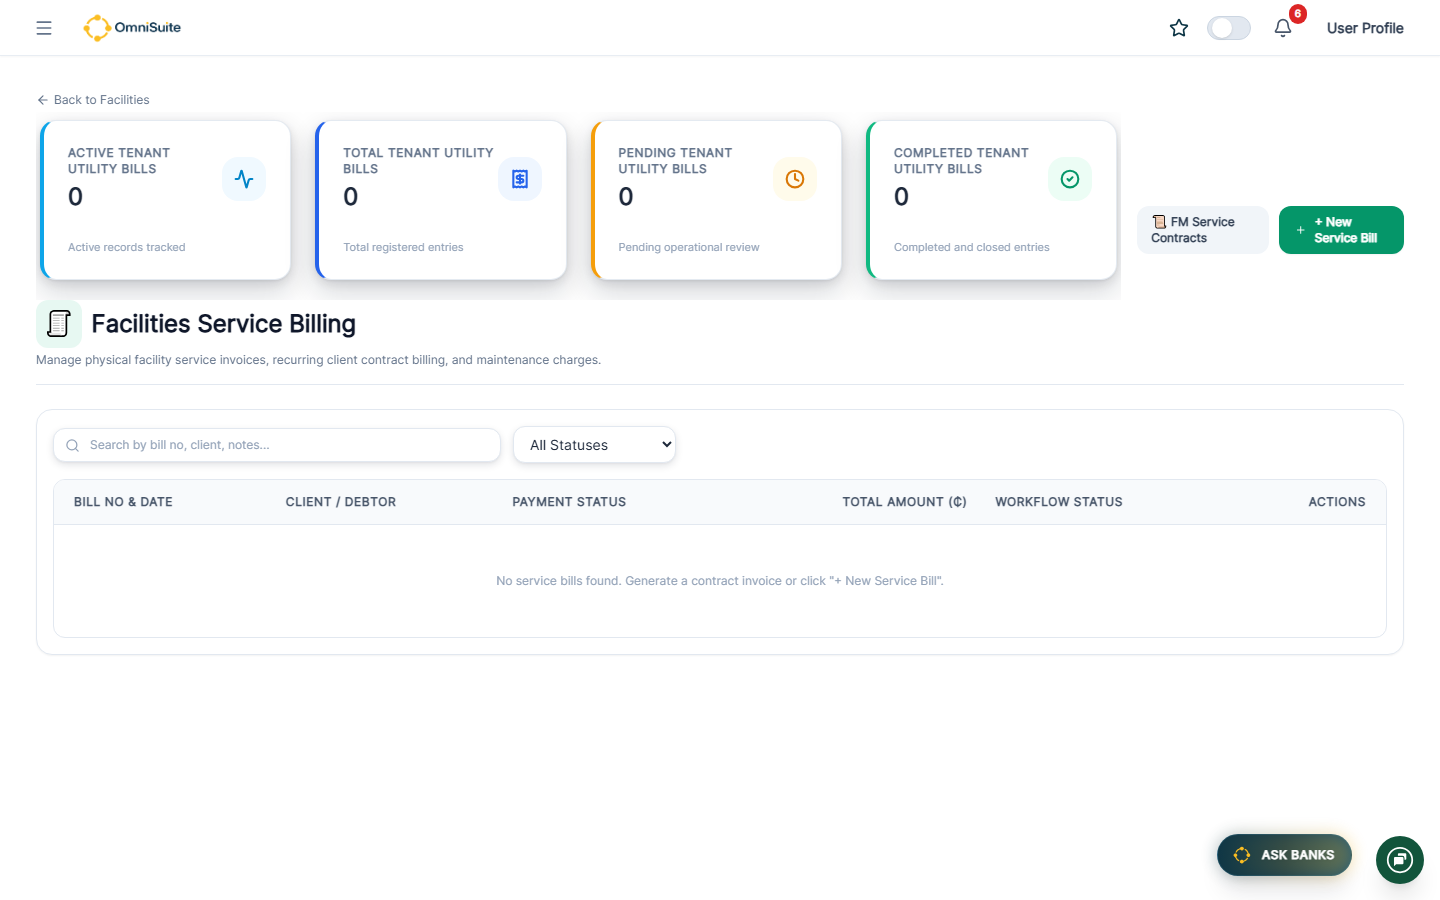 OmniSuite
6
User Profile
Back to Facilities
ACTIVE TENANT
UTILITY BILLS
0
Active records tracked
TOTAL TENANT UTILITY
BILLS
0
Total registered entries
PENDING TENANT
UTILITY BILLS
0
Pending operational review
COMPLETED TENANT
UTILITY BILLS
0
Completed and closed entries
FM Service
Contracts
+ New
Service Bill
Facilities Service Billing
Manage physical facility service invoices, recurring client contract billing, and maintenance charges.
Search by bill no, client, notes...
All Statuses
BILL NO & DATE CLIENT / DEBTOR PAYMENT STATUS TOTAL AMOUNT (₵) WORKFLOW STATUS ACTIONS
No service bills found. Generate a contract invoice or click "+ New Service Bill".
ASK BANKS